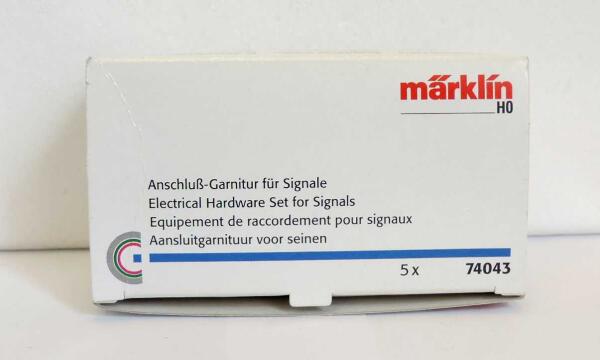 märklin
H0
Anschluß-Garnitur für Signale
Electrical Hardware Set for Signals
Equipement de raccordement pour signaux
Aansluitgarnituur voor seinen
5 x 74043